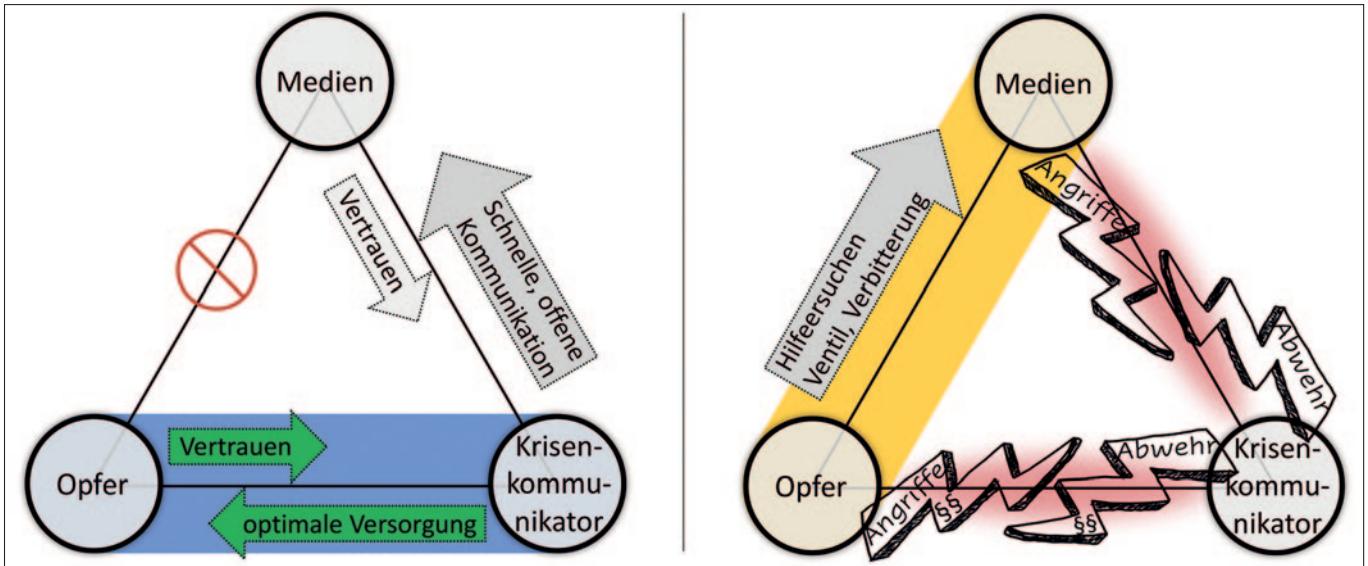 Medien
Vertrauen
Schnelle, offene
Kommmunikation
Opfer
Vertrauen
optimale Versorgung
Krisen-
kommu-
nikator
Medien
Hilfeersuchen
Ventil, Verbitterung
Angriffe
Abwehr
Opfer
Angriffe
§§
Abwehr
§§
Krisen-
kommu-
nikator